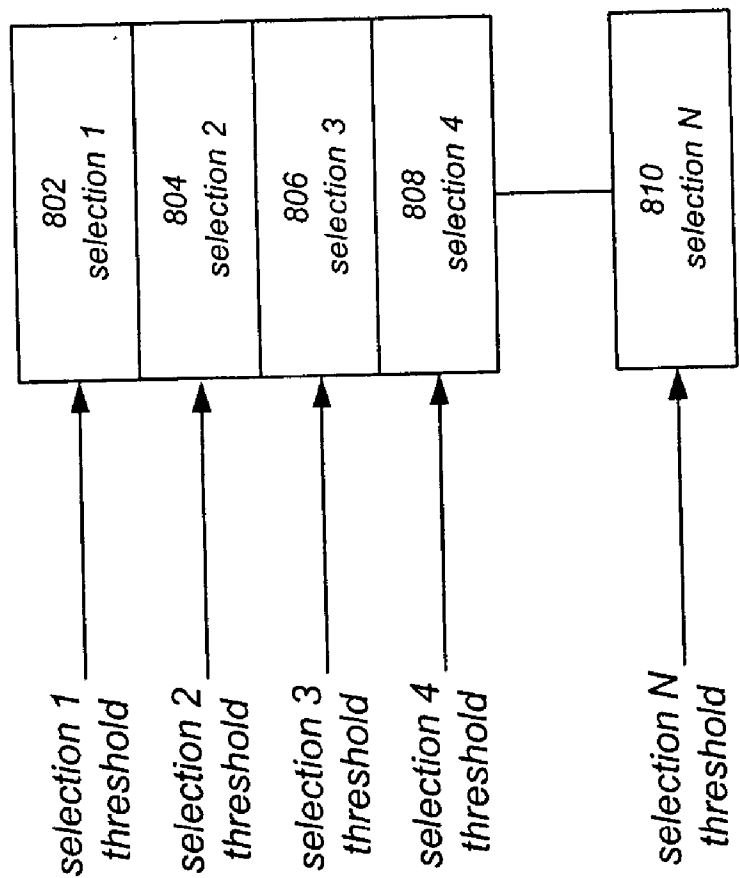 802
selection 1
804
selection 2
806
selection 3
808
selection 4
810
selection N
selection 1
threshold
selection 2
threshold
selection 3
threshold
selection 4
threshold
selection N
threshold